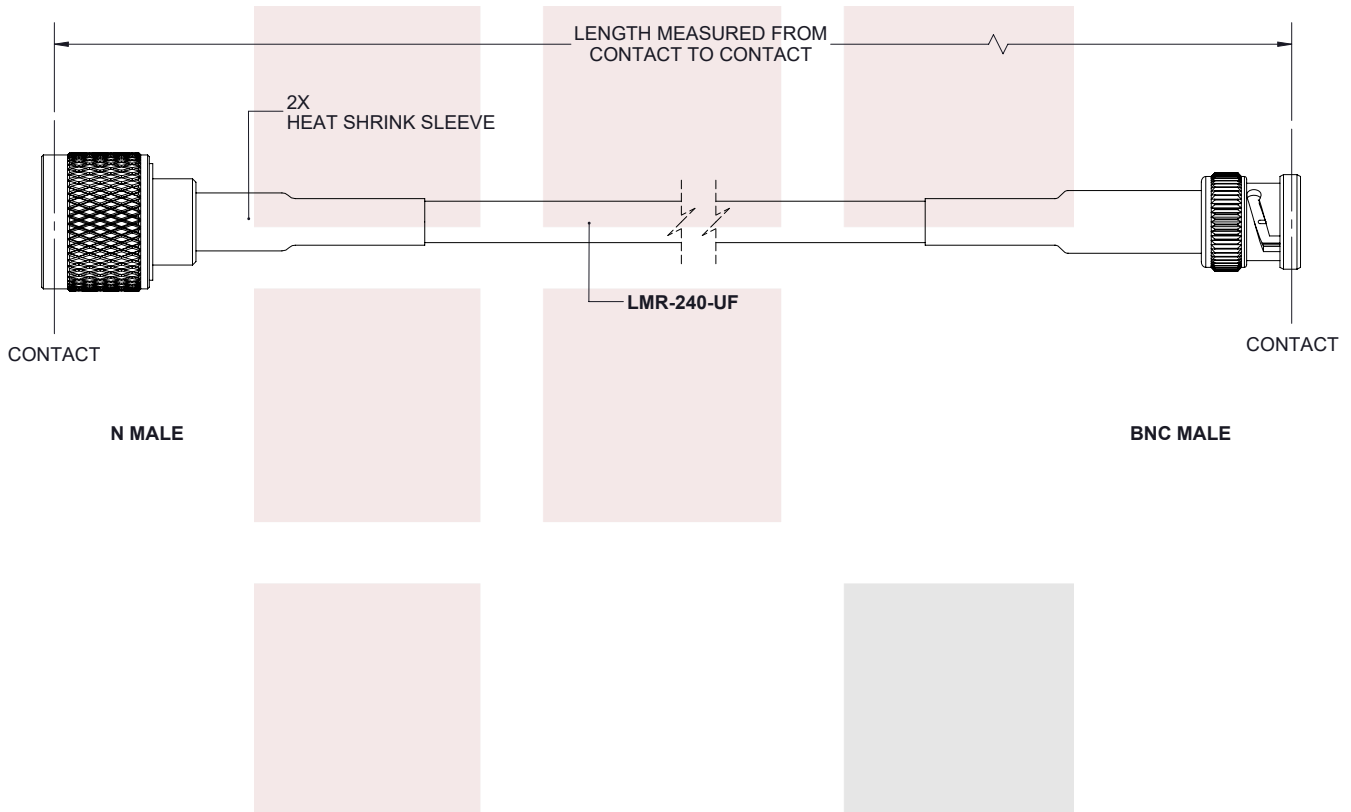 LENGTH MEASURED FROM
CONTACT TO CONTACT
2X
HEAT SHRINK SLEEVE
LMR-240-UF
CONTACT
CONTACT
N MALE
BNC MALE